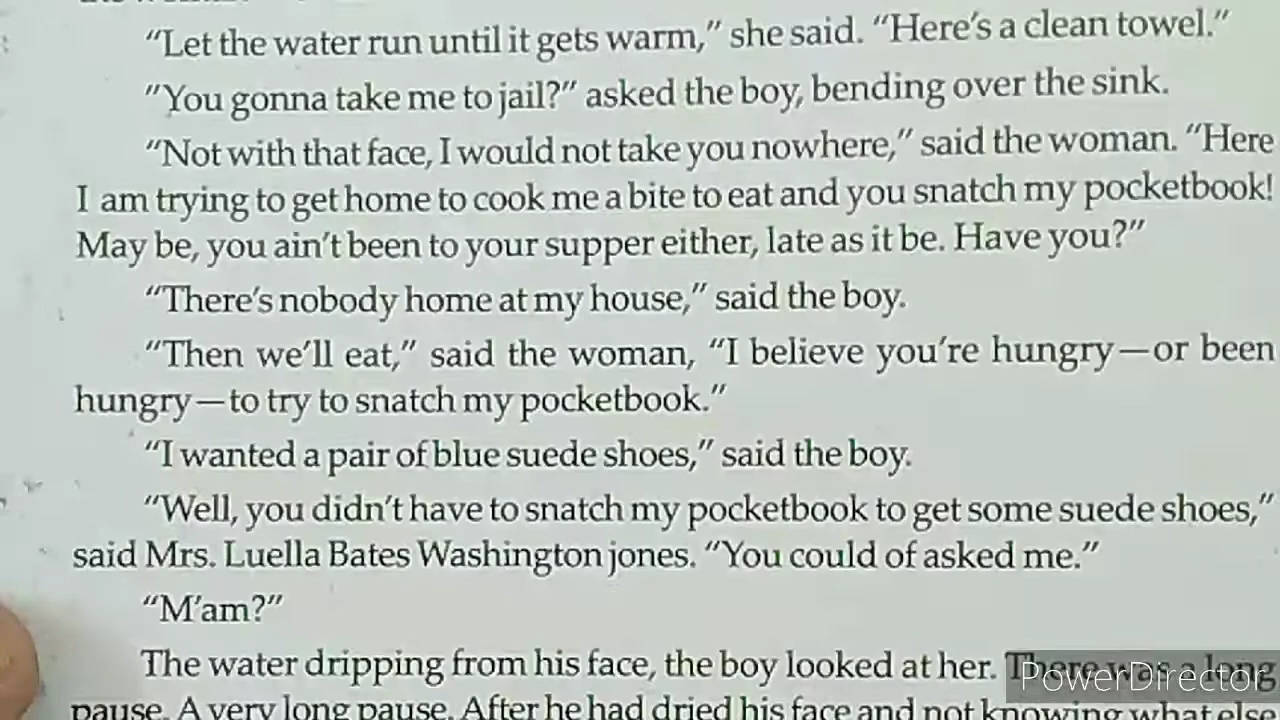 “Let the water run until it gets warm,” she said. “Here’s a clean towel.”
“You gonna take me to jail?” asked the boy, bending over the sink.
“Not with that face, I would not take you nowhere,” said the woman. “Here
I am trying to get home to cook me a bite to eat and you snatch my pocketbook!
May be, you ain’t been to your supper either, late as it be. Have you?”
“There’s nobody home at my house,” said the boy.
“Then we’ll eat,” said the woman, “I believe you’re hungry—or been
hungry—to try to snatch my pocketbook.”
“I wanted a pair of blue suede shoes,” said the boy.
“Well, you didn’t have to snatch my pocketbook to get some suede shoes,”
said Mrs. Luella Bates Washington jones. “You could of asked me.”
“M’am?”
The water dripping from his face, the boy looked at her. There was a long
pause. A very long pause. After he had dried his face and not knowing what else
PowerDirector